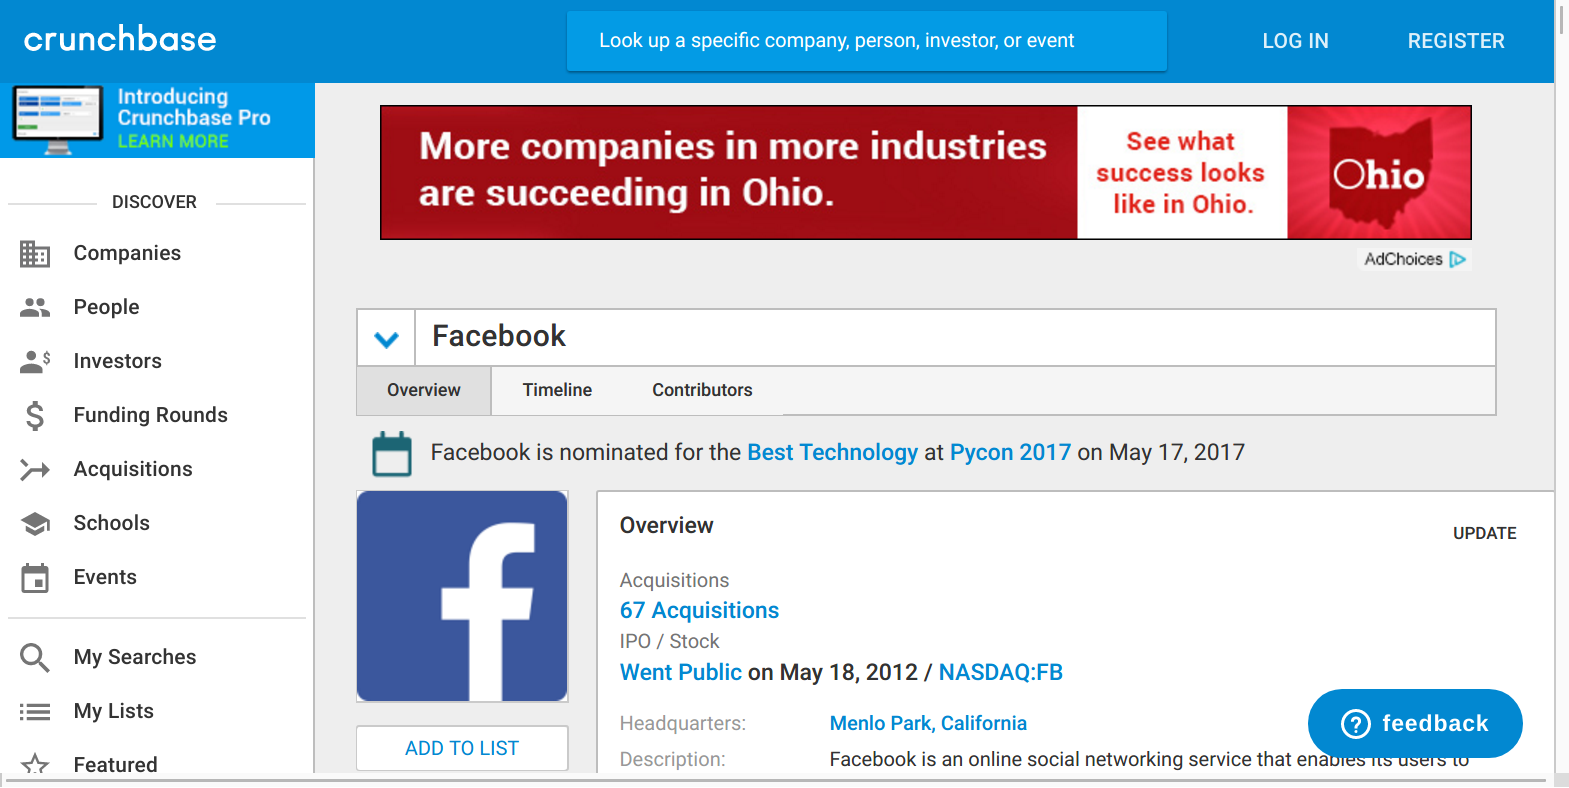 crunchbase
Look up a specific company, person, investor, or event
LOG IN
REGISTER
Introducing
Crunchbase Pro
LEARN MORE
DISCOVER
Companies
People
Investors
Funding Rounds
Acquisitions
Schools
Events
My Searches
My Lists
Featured
More companies in more industries
are succeeding in Ohio.
See what
success looks
like in Ohio.
Ohio
AdChoices
Facebook
Overview
Timeline
Contributors
Facebook is nominated for the Best Technology at Pycon 2017 on May 17, 2017
ADD TO LIST
Overview
UPDATE
Acquisitions
67 Acquisitions
IPO / Stock
Went Public on May 18, 2012 / NASDAQ:FB
Headquarters:
Menlo Park, California
Description:
Facebook is an online social networking service that enables its users to
feedback